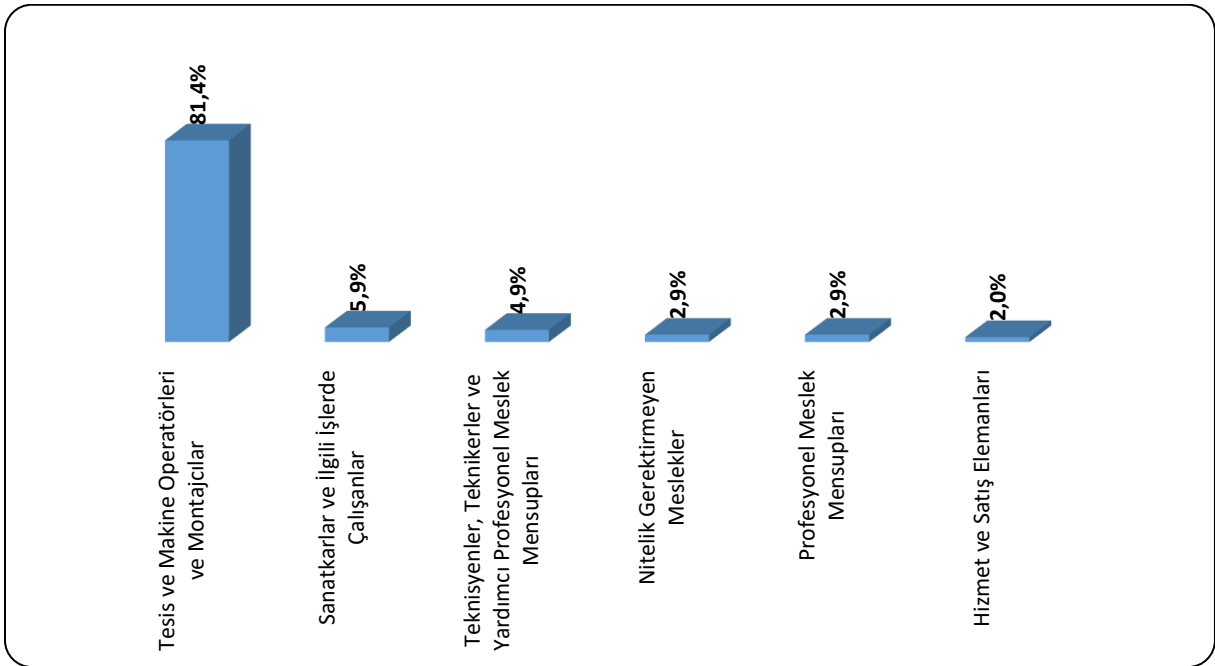 81,4%
5,9%
4,9%
2,9%
2,9%
2,0%
Tesis ve Makine Operatörleri
ve Montajcılar
Sanatkarlar ve İlgili İşlerde
Çalışanlar
Teknisyenler, Teknikerler ve
Yardımcı Profesyonel Meslek
Mensupları
Nitelik Gerektirmeyen
Meslekler
Profesyonel Meslek
Mensupları
Hizmet ve Satış Elemanları